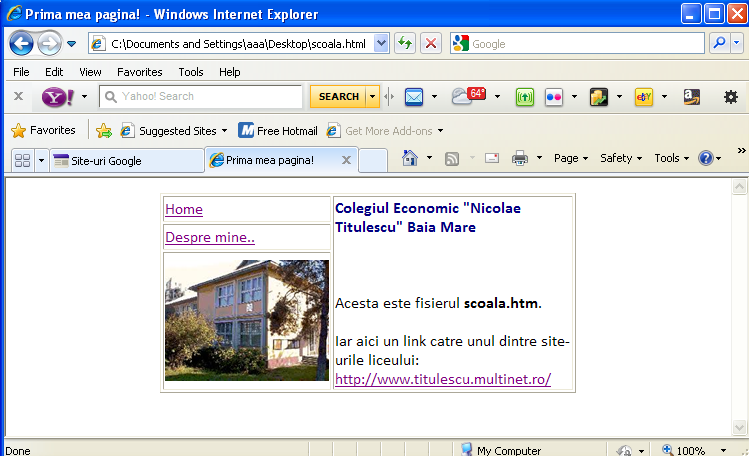 Prima mea pagina! - Windows Internet Explorer
C:\Documents and Settings\aaa\Desktop\scoala.html
Google
File Edit View Favorites Tools Help
Y! Yahoo! Search SEARCH 64° eBY a
Favorites Suggested Sites Free Hotmail Get More Add-ons
Site-uri Google Prima mea pagina! Page Safety Tools
Home
Despre mine..
Colegiul Economic "Nicolae
Titulescu" Baia Mare
Acesta este fisierul scoala.htm.
Iar aici un link catre unul dintre site-
urile liceului:
http://www.titulescu.multinet.ro/
Done My Computer 100%